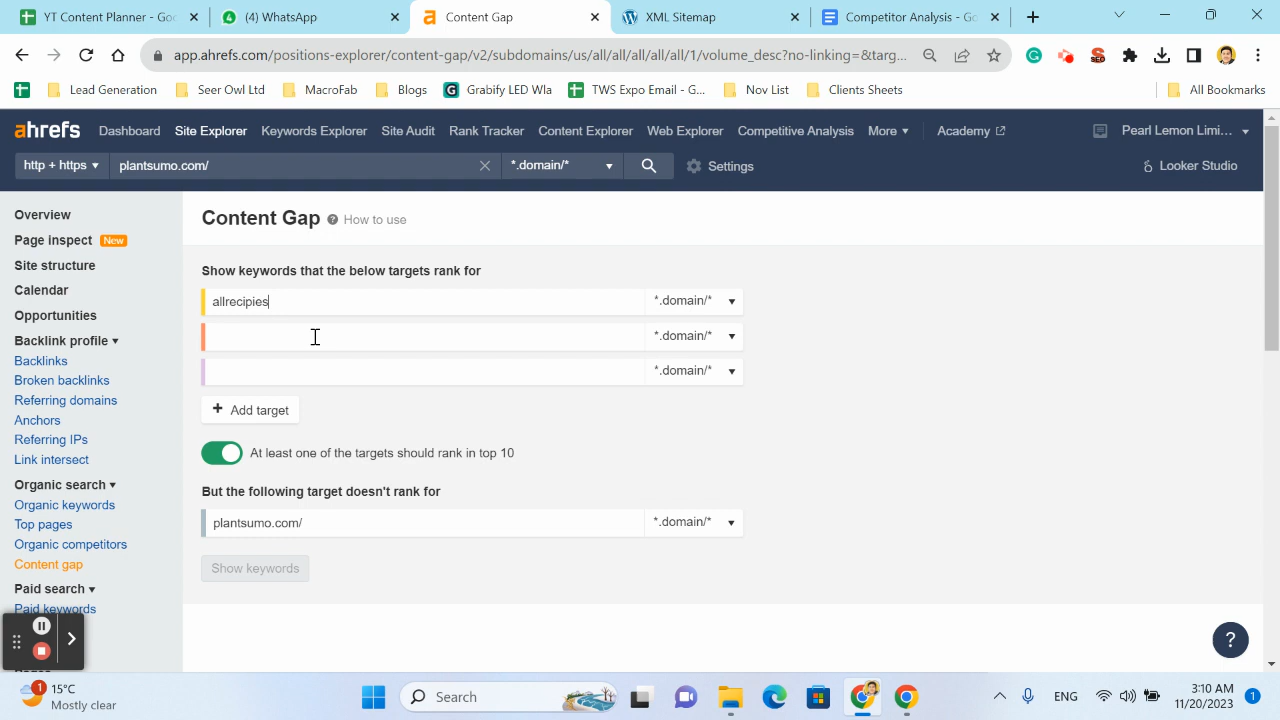 YT Content Planner - Goo
(4) WhatsApp
Content Gap
XML Sitemap
Competitor Analysis - Go
app.ahrefs.com/positions-explorer/content-gap/v2/subdomains/us/all/all/all/all/1/volume_desc?no-linking=&targ...
Lead Generation
Seer Owl Ltd
MacroFab
Blogs
Grabify LED Wla
TWS Expo Email - G...
Nov List
Clients Sheets
All Bookmarks
ahrefs
Dashboard
Site Explorer
Keywords Explorer
Site Audit
Rank Tracker
Content Explorer
Web Explorer
Competitive Analysis
More
Academy
Pearl Lemon Limi...
http + https
plantsumo.com/
*.domain/*
Settings
Looker Studio
Overview
Page inspect New
Site structure
Calendar
Opportunities
Backlink profile
Backlinks
Broken backlinks
Referring domains
Anchors
Referring IPs
Link intersect
Organic search
Organic keywords
Top pages
Organic competitors
Content gap
Paid search
Paid keywords
Content Gap
How to use
Show keywords that the below targets rank for
allrecipies
*.domain/*
*.domain/*
*.domain/*
+ Add target
At least one of the targets should rank in top 10
But the following target doesn't rank for
plantsumo.com/
*.domain/*
Show keywords
?
1
15°C
Mostly clear
Search
ENG
3:10 AM
11/20/2023
1